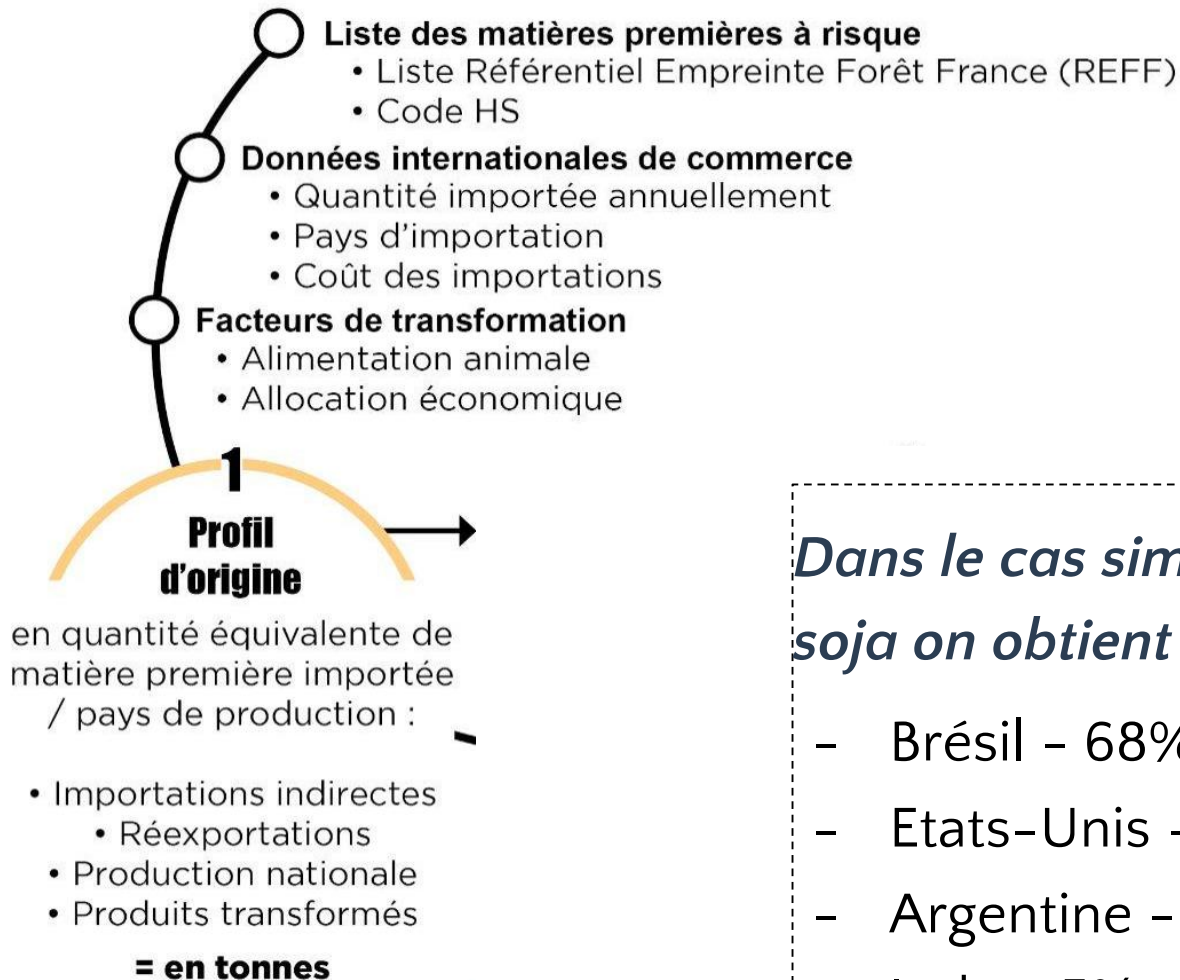 Liste des matières premières à risque
• Liste Référentiel Empreinte Forêt France (REFF)
• Code HS
Données internationales de commerce
• Quantité importée annuellement
• Pays d'importation
• Coût des importations
Facteurs de transformation
• Alimentation animale
• Allocation économique
1
Profil
d'origine
en quantité équivalente de
matière première importée
/ pays de production :
• Importations indirectes
• Réexportations
• Production nationale
• Produits transformés
= en tonnes
Dans le cas sim
soja on obtient
- Brésil - 68%
- Etats-Unis -
- Argentine -